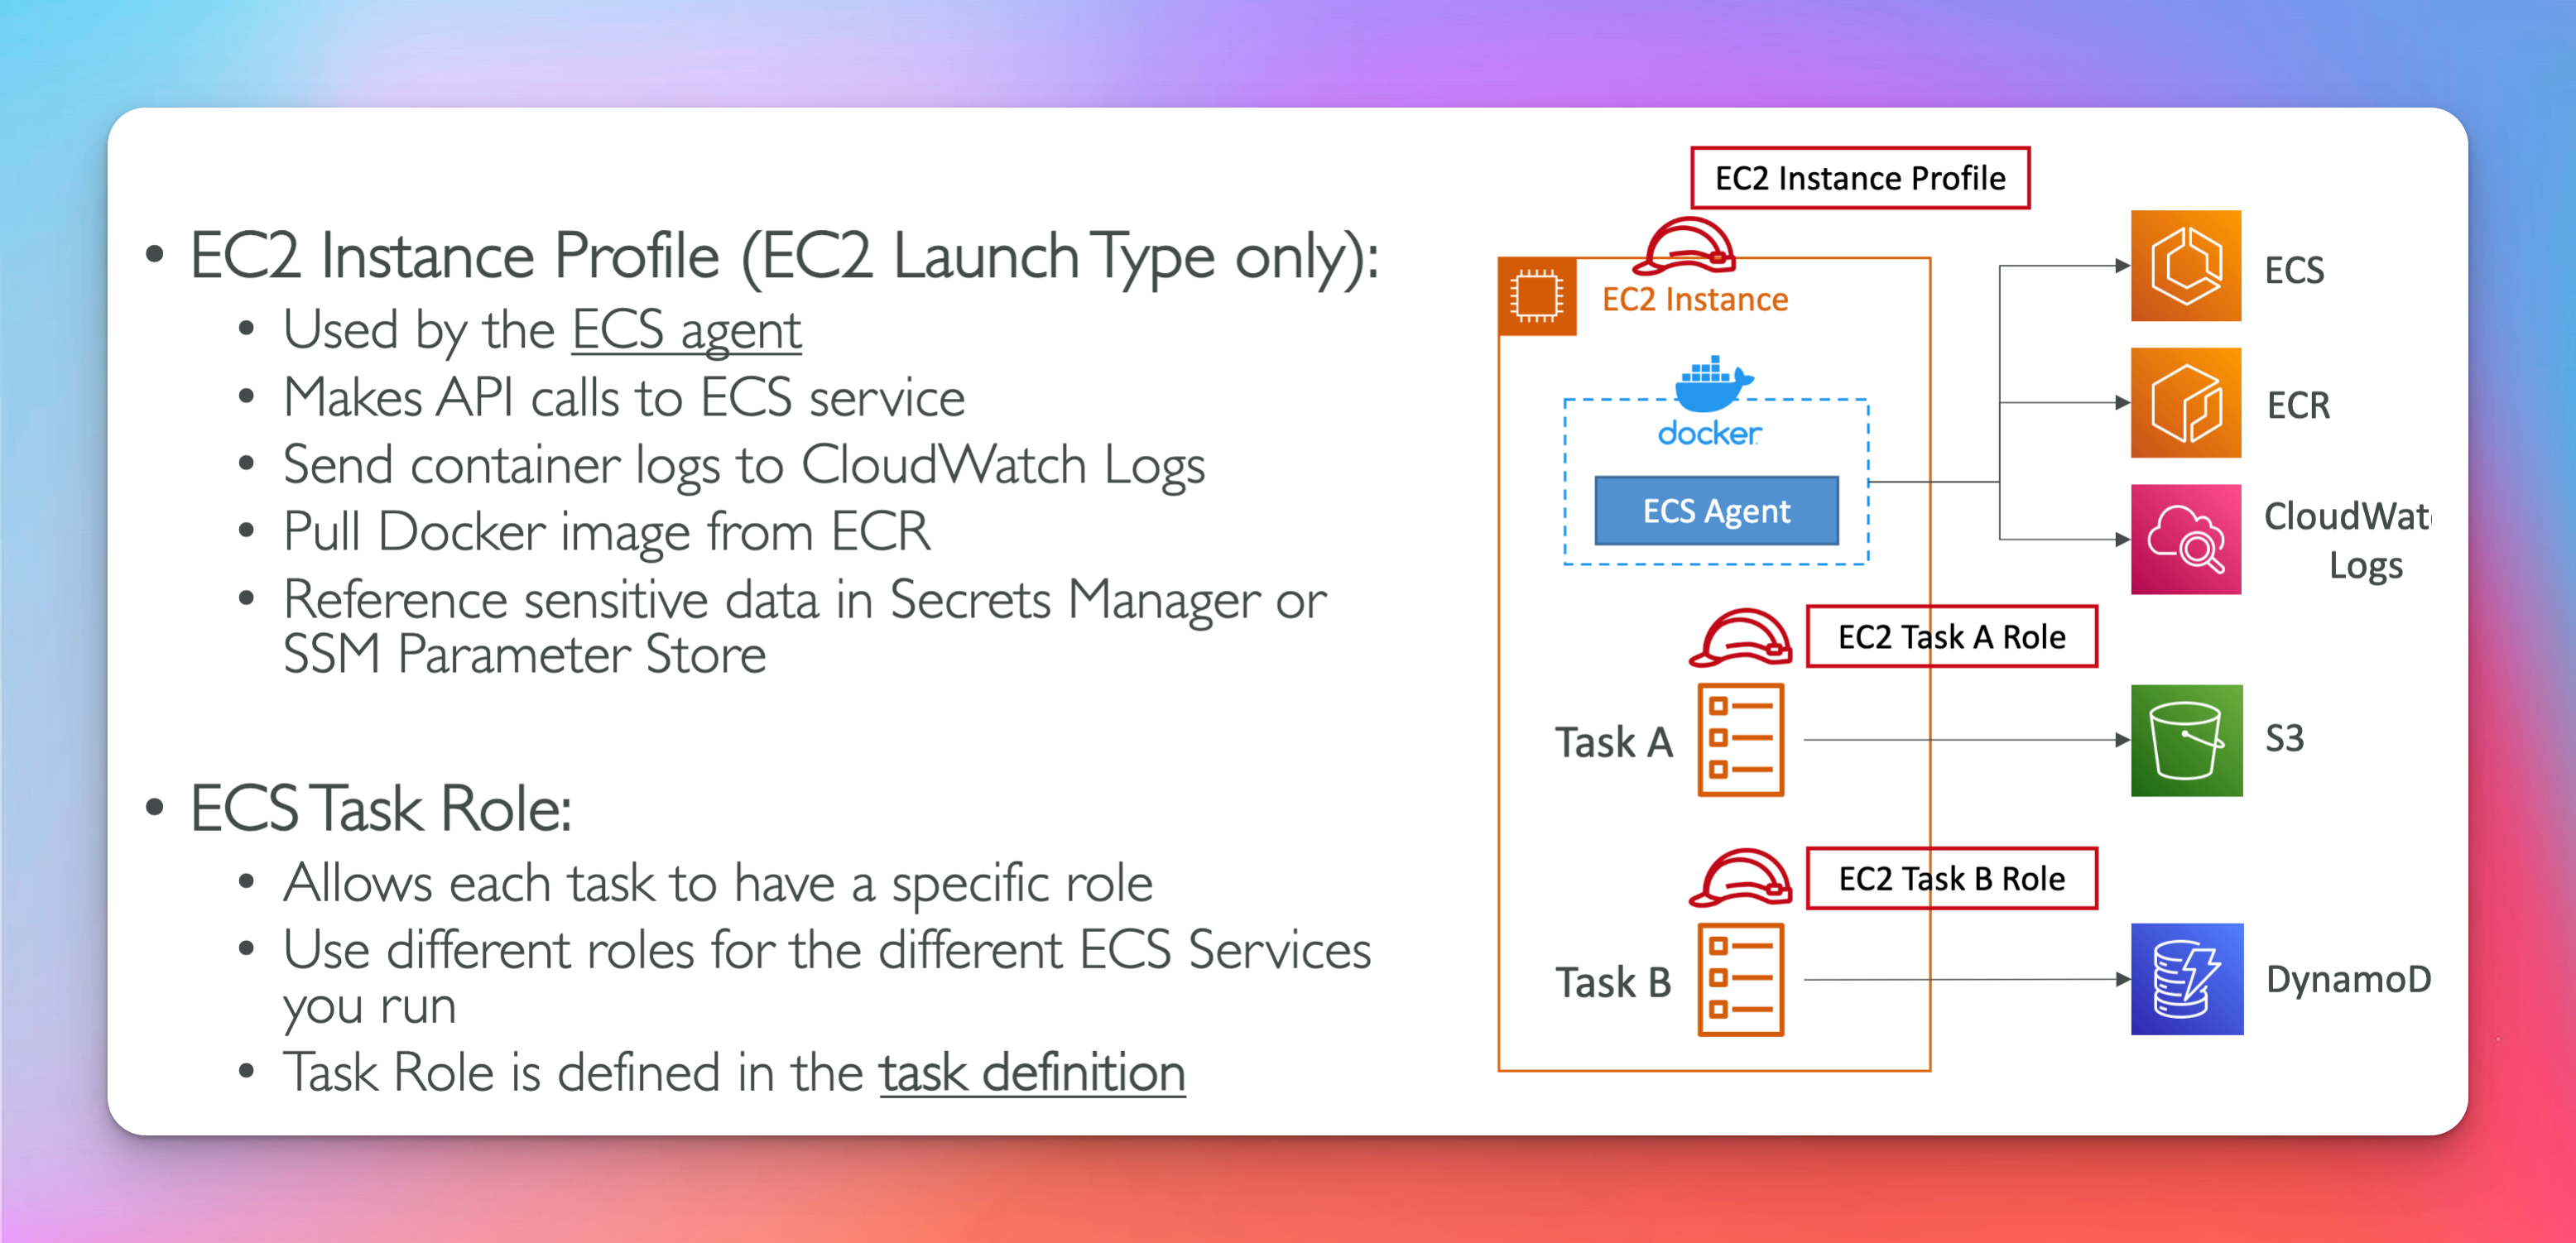 • EC2 Instance Profile (EC2 Launch Type only):
• Used by the ECS agent
• Makes API calls to ECS service
• Send container logs to CloudWatch Logs
• Pull Docker image from ECR
• Reference sensitive data in Secrets Manager or
SSM Parameter Store
• ECS Task Role:
• Allows each task to have a specific role
• Use different roles for the different ECS Services
you run
• Task Role is defined in the task definition
EC2 Instance Profile
EC2 Instance
docker
ECS Agent
ECS
ECR
CloudWat
Logs
EC2 Task A Role
Task A
S3
EC2 Task B Role
Task B
DynamoD